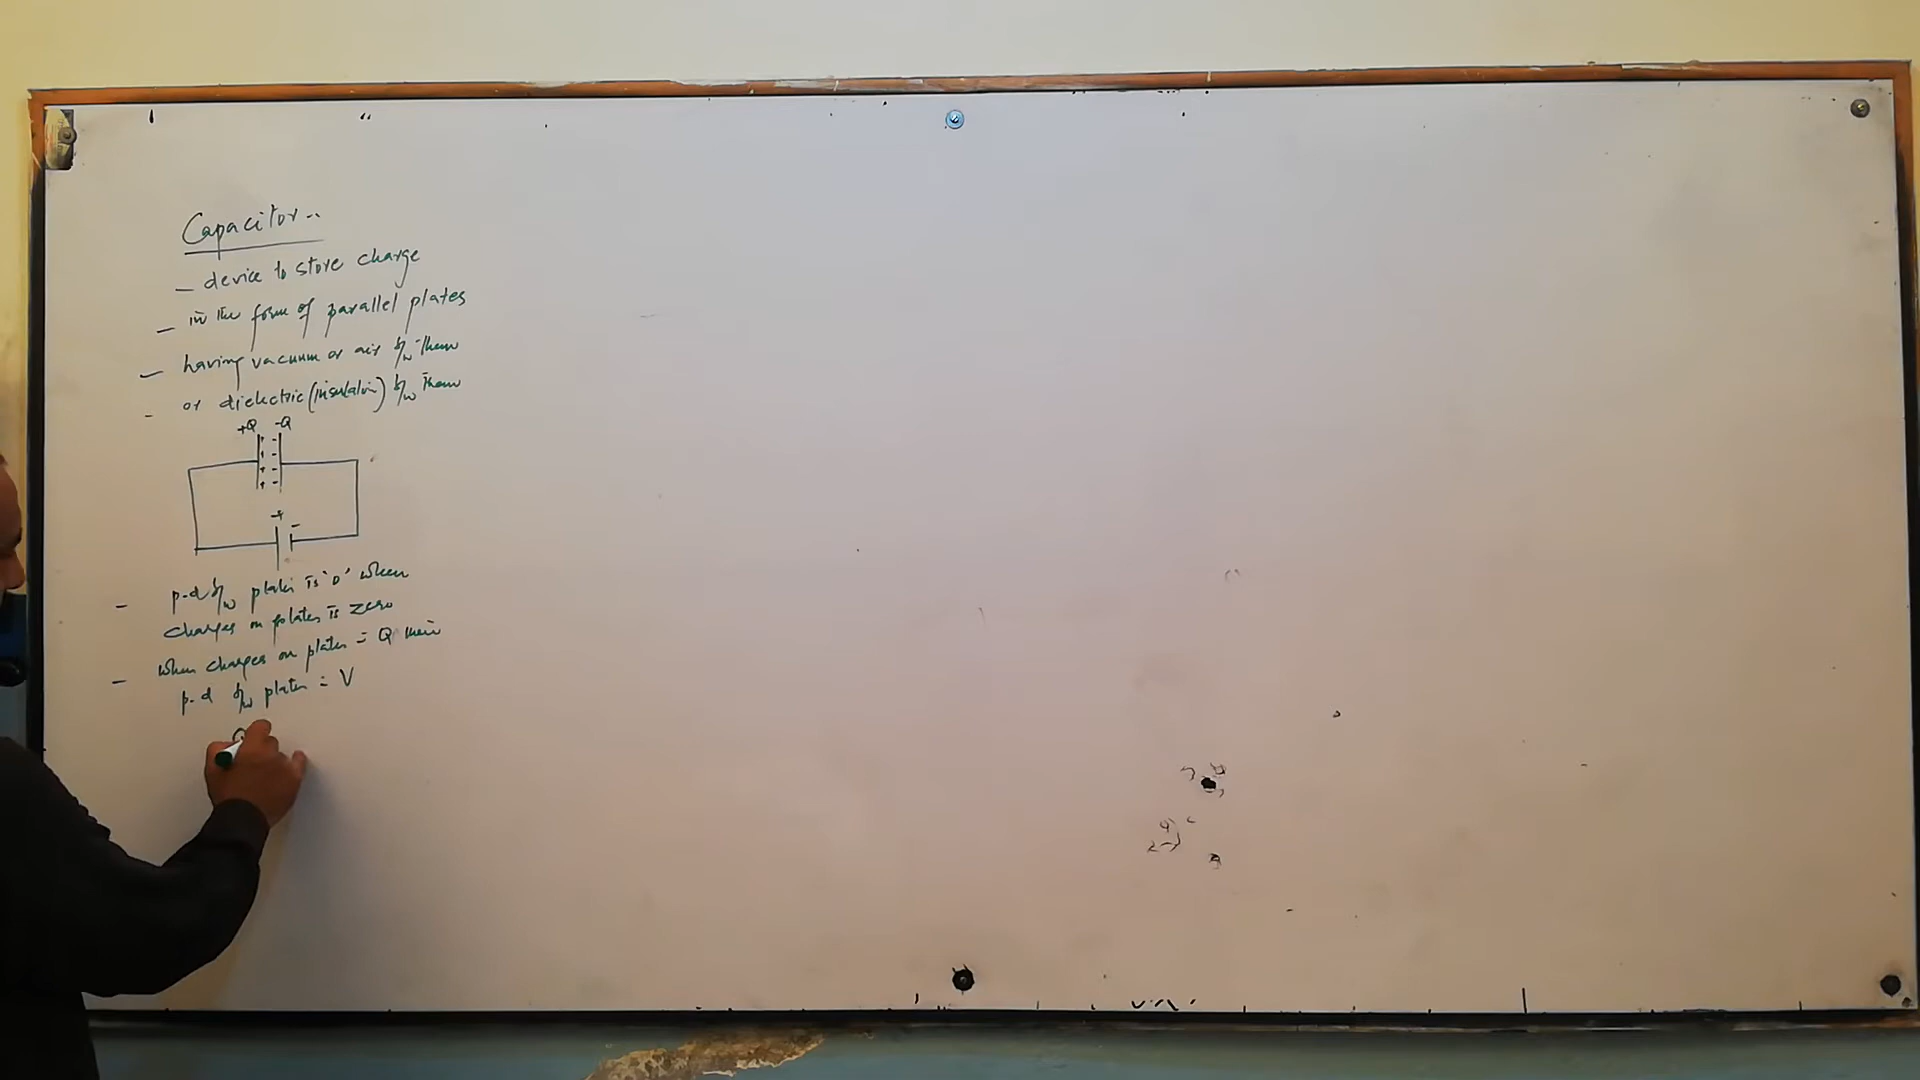 Capacitor..
— device to store charge
— in the form of parallel plates
— having vacuum or air b/w them
- or dielectric (insulator) b/w them
+Q -Q
+ -
+ -
+ -
+ -
+ -
- p.d b/w plates is '0' when
charges on plates is zero
- when charges on plates = Q then
p.d b/w plates = V
Q